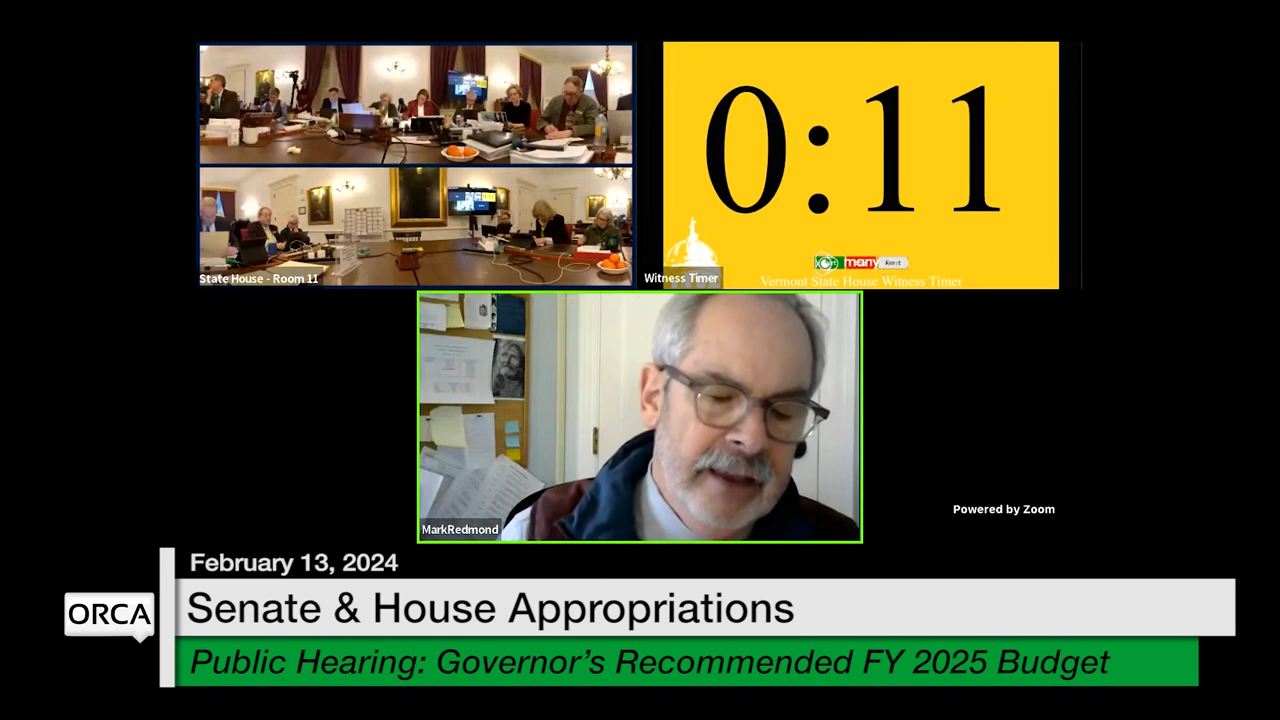 0:11
many
State House - Room 11
Witness Timer
Vermont State House Witness Timer
MarkRedmond
Powered by Zoom
February 13, 2024
ORCA
Senate & House Appropriations
Public Hearing: Governor's Recommended FY 2025 Budget